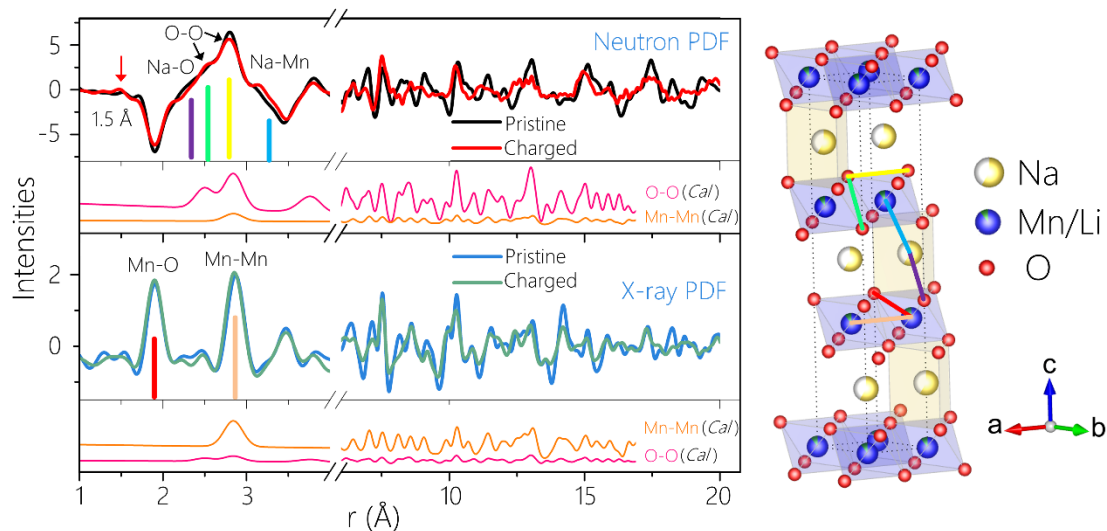 Neutron PDF
O-O
Na-O
Na-Mn
1.5 Å
Pristine
Charged
5
0
-5
O-O (Cal)
Mn-Mn (Cal)
Intensities
Mn-O
Mn-Mn
Pristine
Charged
X-ray PDF
2
0
Mn-Mn (Cal)
O-O (Cal)
1 2 3 10 15 20
r (Å)
Na
Mn/Li
O
c
a
b